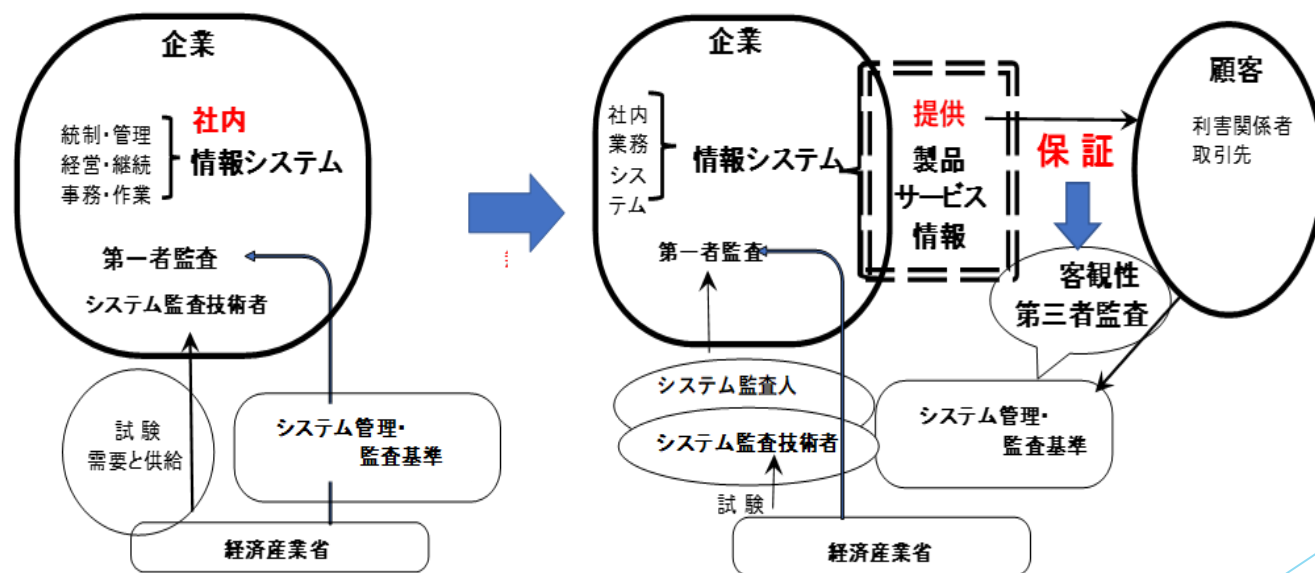 企業
統制・管理
経営・継続
事務・作業
社内
情報システム
第一者監査
システム監査技術者
試験
需要と供給
システム管理・
監査基準
経済産業省
企業
社内
業務
シス
テム
情報システム
提供
製品
サービス
情報
保証
顧客
利害関係者
取引先
第一者監査
客観性
第三者監査
システム監査人
システム監査技術者
試験
システム管理・
監査基準
経済産業省